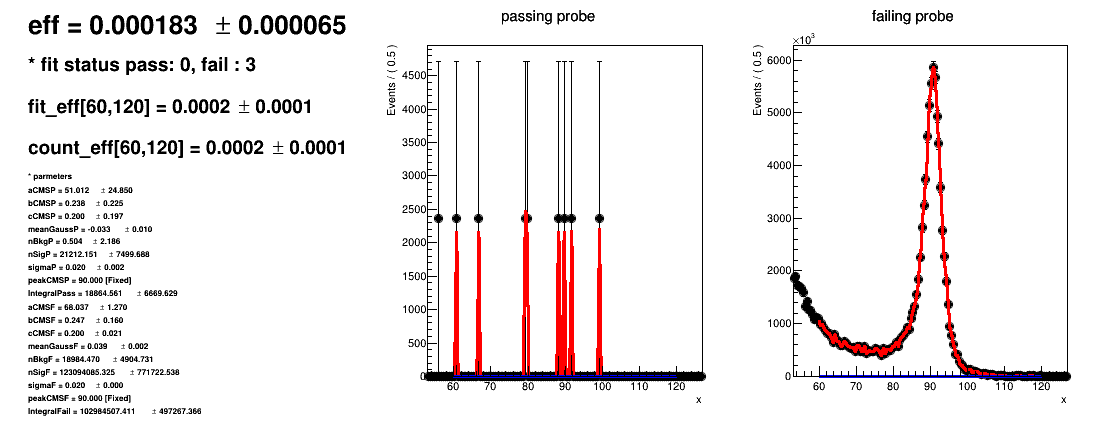 eff = 0.000183 ± 0.000065
* fit status pass: 0, fail : 3
fit_eff[60,120] = 0.0002 ± 0.0001
count_eff[60,120] = 0.0002 ± 0.0001
* parmeters
aCMSP = 51.012 ± 24.850
bCMSP = 0.238 ± 0.225
cCMSP = 0.200 ± 0.197
meanGaussP = -0.033 ± 0.010
nBkgP = 0.504 ± 2.186
nSigP = 21212.151 ± 7499.688
sigmaP = 0.020 ± 0.002
peakCMSP = 90.000 [Fixed]
IntegralPass = 18864.561 ± 6669.629
aCMSF = 68.037 ± 1.270
bCMSF = 0.247 ± 0.160
cCMSF = 0.200 ± 0.021
meanGaussF = 0.039 ± 0.002
nBkgF = 18984.470 ± 4904.731
nSigF = 123094085.325 ± 771722.538
sigmaF = 0.020 ± 0.000
peakCMSF = 90.000 [Fixed]
IntegralFail = 102984507.411 ± 497267.366
passing probe
Events / ( 0.5 )
4500
4000
3500
3000
2500
2000
1500
1000
500
0
60 70 80 90 100 110 120
x
failing probe
×10³
Events / ( 0.5 )
6000
5000
4000
3000
2000
1000
0
60 70 80 90 100 110 120
x